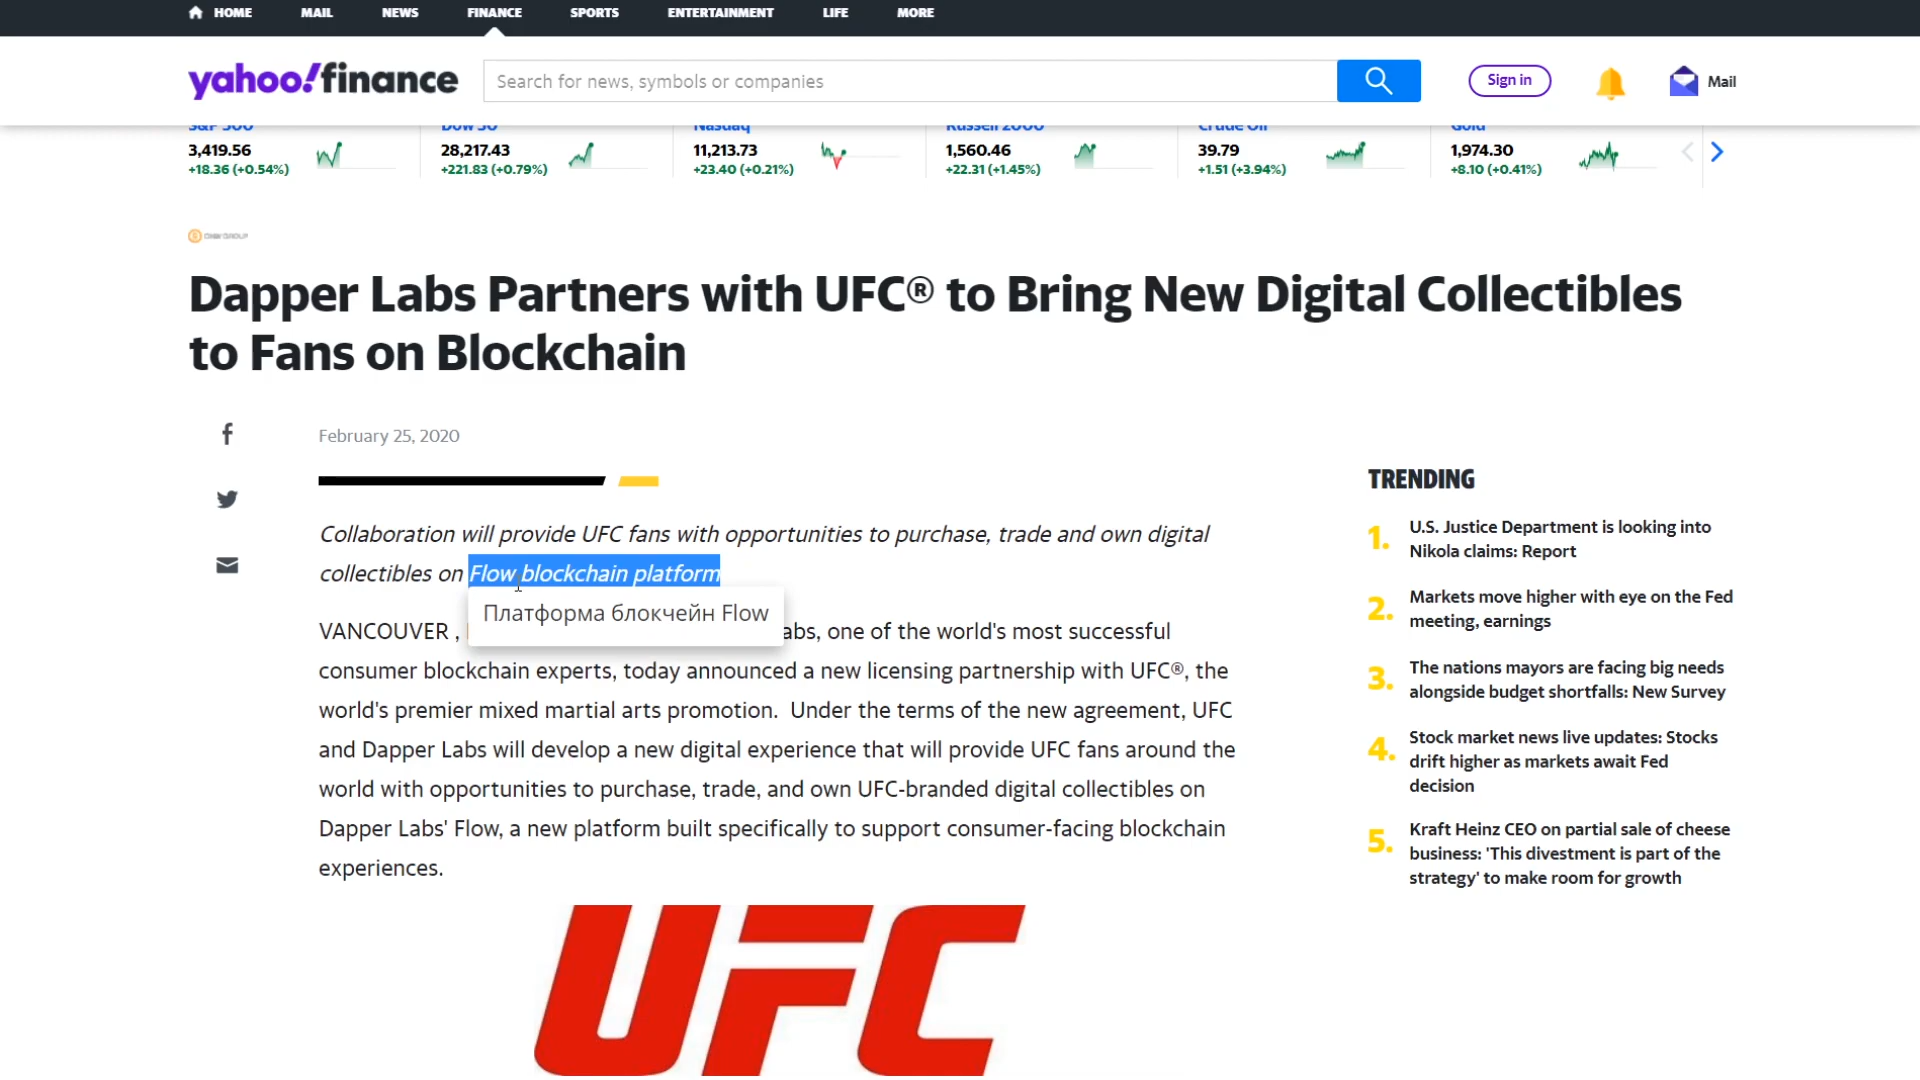 HOME MAIL NEWS FINANCE SPORTS ENTERTAINMENT LIFE MORE
yahoo!finance Search for news, symbols or companies Sign in Mail
S&P 500 Dow 30 Nasdaq Russell 2000 Crude Oil Gold
3,419.56 28,217.43 11,213.73 1,560.46 39.79 1,974.30
+18.36 (+0.54%) +221.83 (+0.79%) +23.40 (+0.21%) +22.31 (+1.45%) +1.51 (+3.94%) +8.10 (+0.41%)
Dapper Labs Partners with UFC® to Bring New Digital Collectibles
to Fans on Blockchain
February 25, 2020
Collaboration will provide UFC fans with opportunities to purchase, trade and own digital
collectibles on Flow blockchain platform
Платформа блокчейн Flow
VANCOUVER , abs, one of the world's most successful
consumer blockchain experts, today announced a new licensing partnership with UFC®, the
world's premier mixed martial arts promotion. Under the terms of the new agreement, UFC
and Dapper Labs will develop a new digital experience that will provide UFC fans around the
world with opportunities to purchase, trade, and own UFC-branded digital collectibles on
Dapper Labs' Flow, a new platform built specifically to support consumer-facing blockchain
experiences.
UFC
TRENDING
1. U.S. Justice Department is looking into
Nikola claims: Report
2. Markets move higher with eye on the Fed
meeting, earnings
3. The nations mayors are facing big needs
alongside budget shortfalls: New Survey
4. Stock market news live updates: Stocks
drift higher as markets await Fed
decision
5. Kraft Heinz CEO on partial sale of cheese
business: 'This divestment is part of the
strategy' to make room for growth